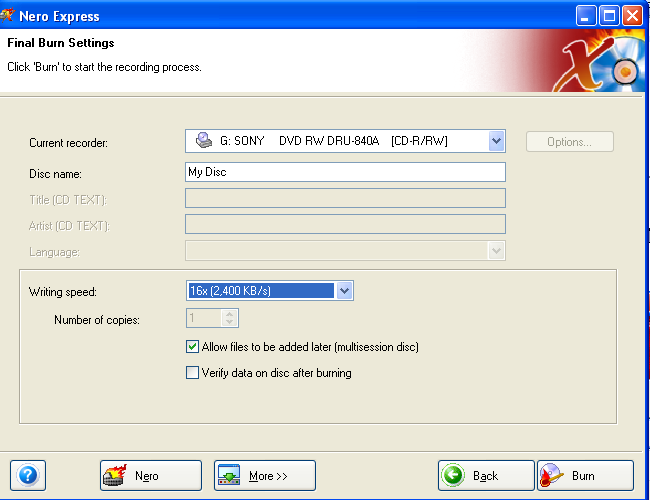 Nero Express
Final Burn Settings
Click 'Burn' to start the recording process.
Current recorder: G: SONY DVD RW DRU-840A [CD-R/RW] Options...
Disc name: My Disc
Title (CD TEXT):
Artist (CD TEXT):
Language:
Writing speed: 16x (2,400 KB/s)
Number of copies: 1
Allow files to be added later (multisession disc)
Verify data on disc after burning
? Nero More >> Back Burn